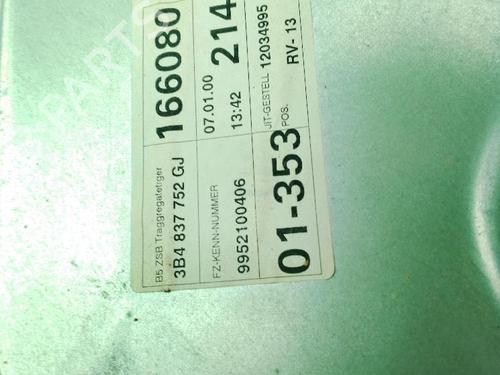 B5 ZSB Traggregatetrger
3B4 837 752 GJ
166080
07.01.00
13:42
214
FZ-KENN-NUMMER
9952100406
JIT-GESTELL
12034995
01-353
POS.
RV- 13